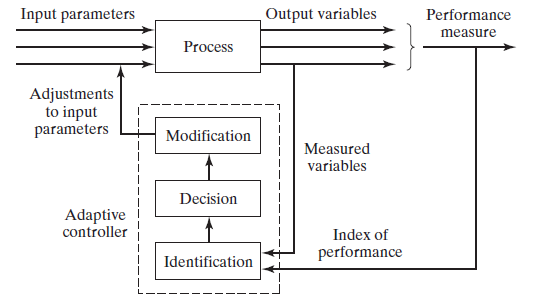 Input parameters
Output variables
Performance
measure
Process
Adjustments
to input
parameters
Modification
Measured
variables
Decision
Adaptive
controller
Index of
performance
Identification